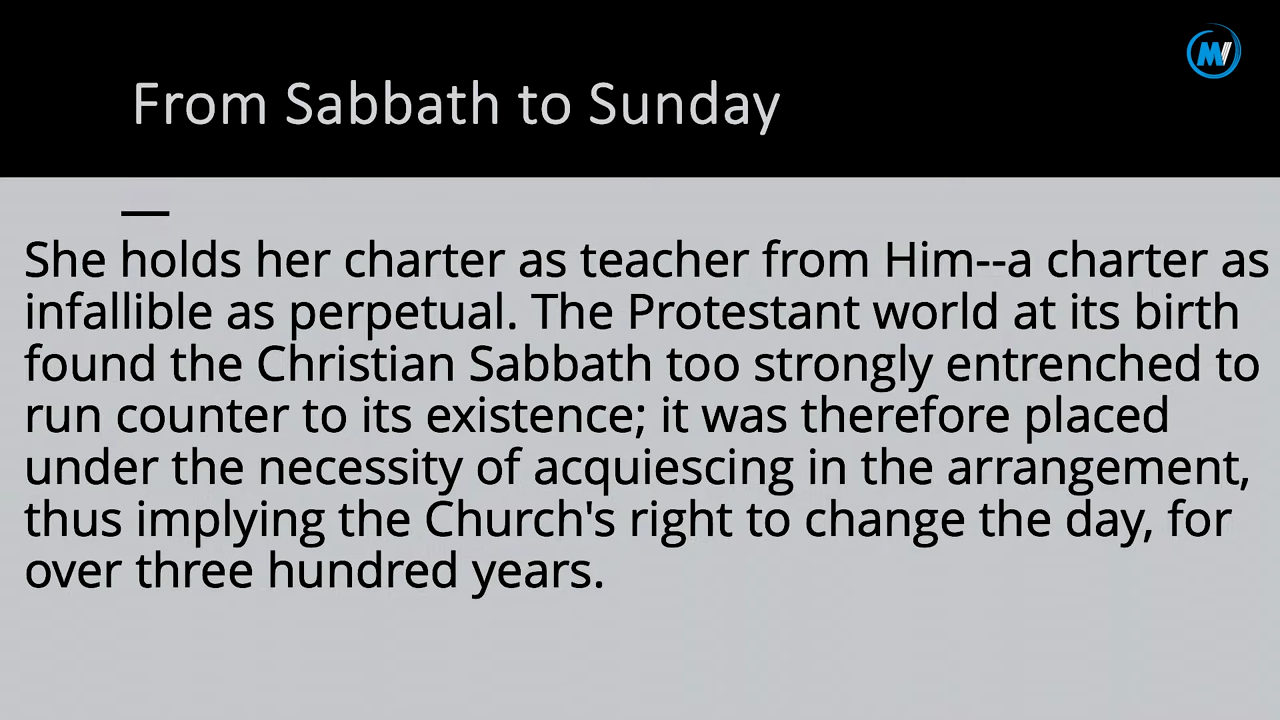 From Sabbath to Sunday
She holds her charter as teacher from Him--a charter as
infallible as perpetual. The Protestant world at its birth
found the Christian Sabbath too strongly entrenched to
run counter to its existence; it was therefore placed
under the necessity of acquiescing in the arrangement,
thus implying the Church's right to change the day, for
over three hundred years.